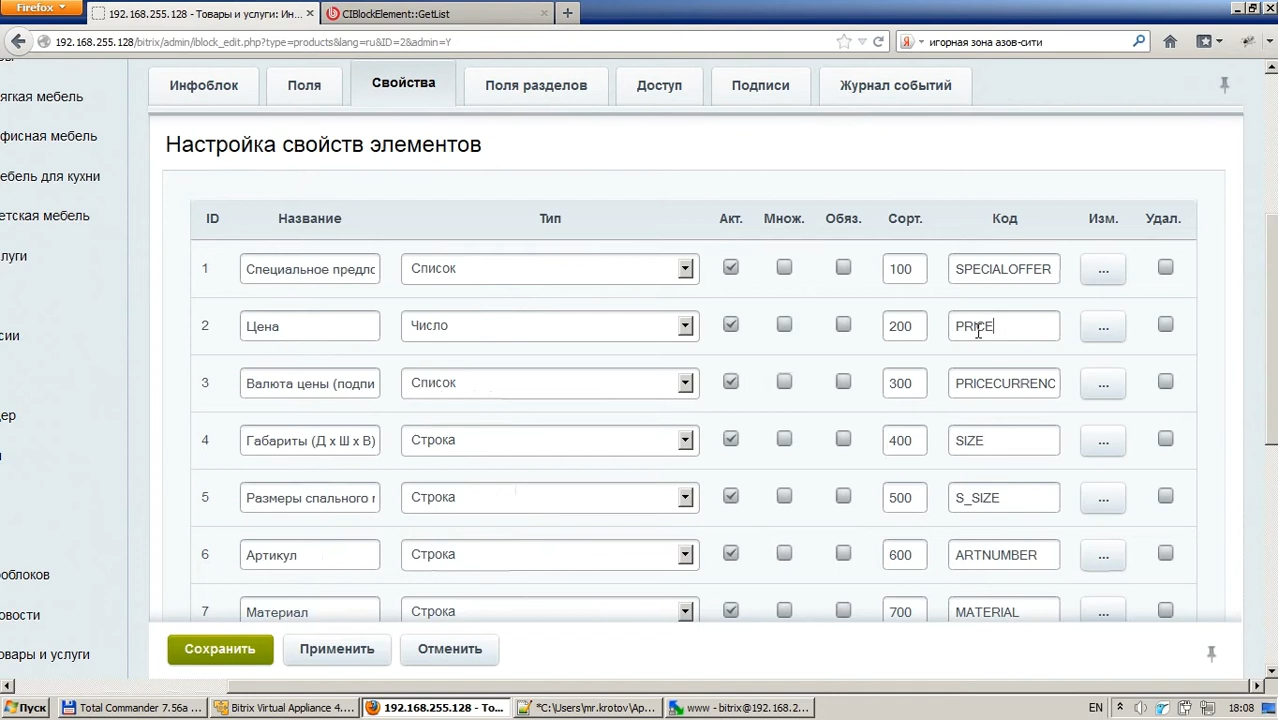 Firefox
192.168.255.128 - Товары и услуги: Ин...
CIBlockElement::GetList
192.168.255.128/bitrix/admin/iblock_edit.php?type=products&lang=ru&ID=2&admin=Y
игорная зона азов-сити
Инфоблок
Поля
Свойства
Поля разделов
Доступ
Подписи
Журнал событий
ягкая мебель
фисная мебель
ебель для кухни
етская мебель
луги
сии
дер
роблоков
овости
овары и услуги
Настройка свойств элементов
ID Название Тип Акт. Множ. Обяз. Сорт. Код Изм. Удал.
1 Специальное предлс Список 100 SPECIALOFFER ...
2 Цена Число 200 PRICE ...
3 Валюта цены (подпи Список 300 PRICECURRENC ...
4 Габариты (Д х Ш х В) Строка 400 SIZE ...
5 Размеры спального г Строка 500 S_SIZE ...
6 Артикул Строка 600 ARTNUMBER ...
7 Материал Строка 700 MATERIAL ...
Сохранить
Применить
Отменить
Пуск
Total Commander 7.56a ...
Bitrix Virtual Appliance 4....
192.168.255.128 - То...
*C:\Users\mr.krotov\Ap...
www - bitrix@192.168.2...
EN
18:08